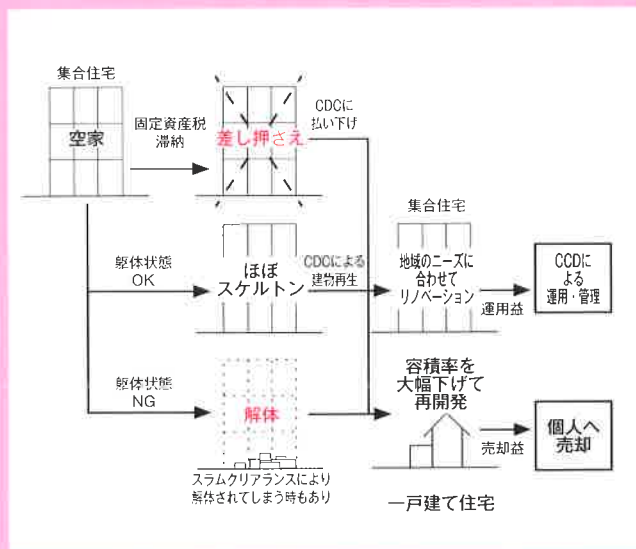 集合住宅
空家
固定資産税
滞納
差し押さえ
CDCに
払い下げ
躯体状態
OK
ほぼ
スケルトン
CDCによる
建物再生
集合住宅
地域のニーズに
合わせて
リノベーション
運用益
CCDに
よる
運用・管理
躯体状態
NG
解体
スラムクリアランスにより
解体されてしまう時もあり
容積率を
大幅下げて
再開発
一戸建て住宅
売却益
個人へ
売却